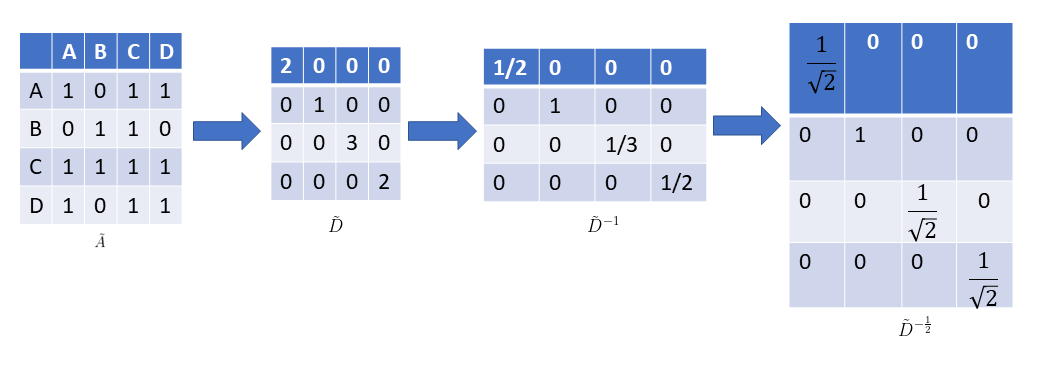 A B C D
A 1 0 1 1
B 0 1 1 0
C 1 1 1 1
D 1 0 1 1
Ã
2 0 0 0
0 1 0 0
0 0 3 0
0 0 0 2
D̃
1/2 0 0 0
0 1 0 0
0 0 1/3 0
0 0 0 1/2
D̃⁻¹
1/√2 0 0 0
0 1 0 0
0 0 1/√2 0
0 0 0 1/√2
D̃^{-1/2}